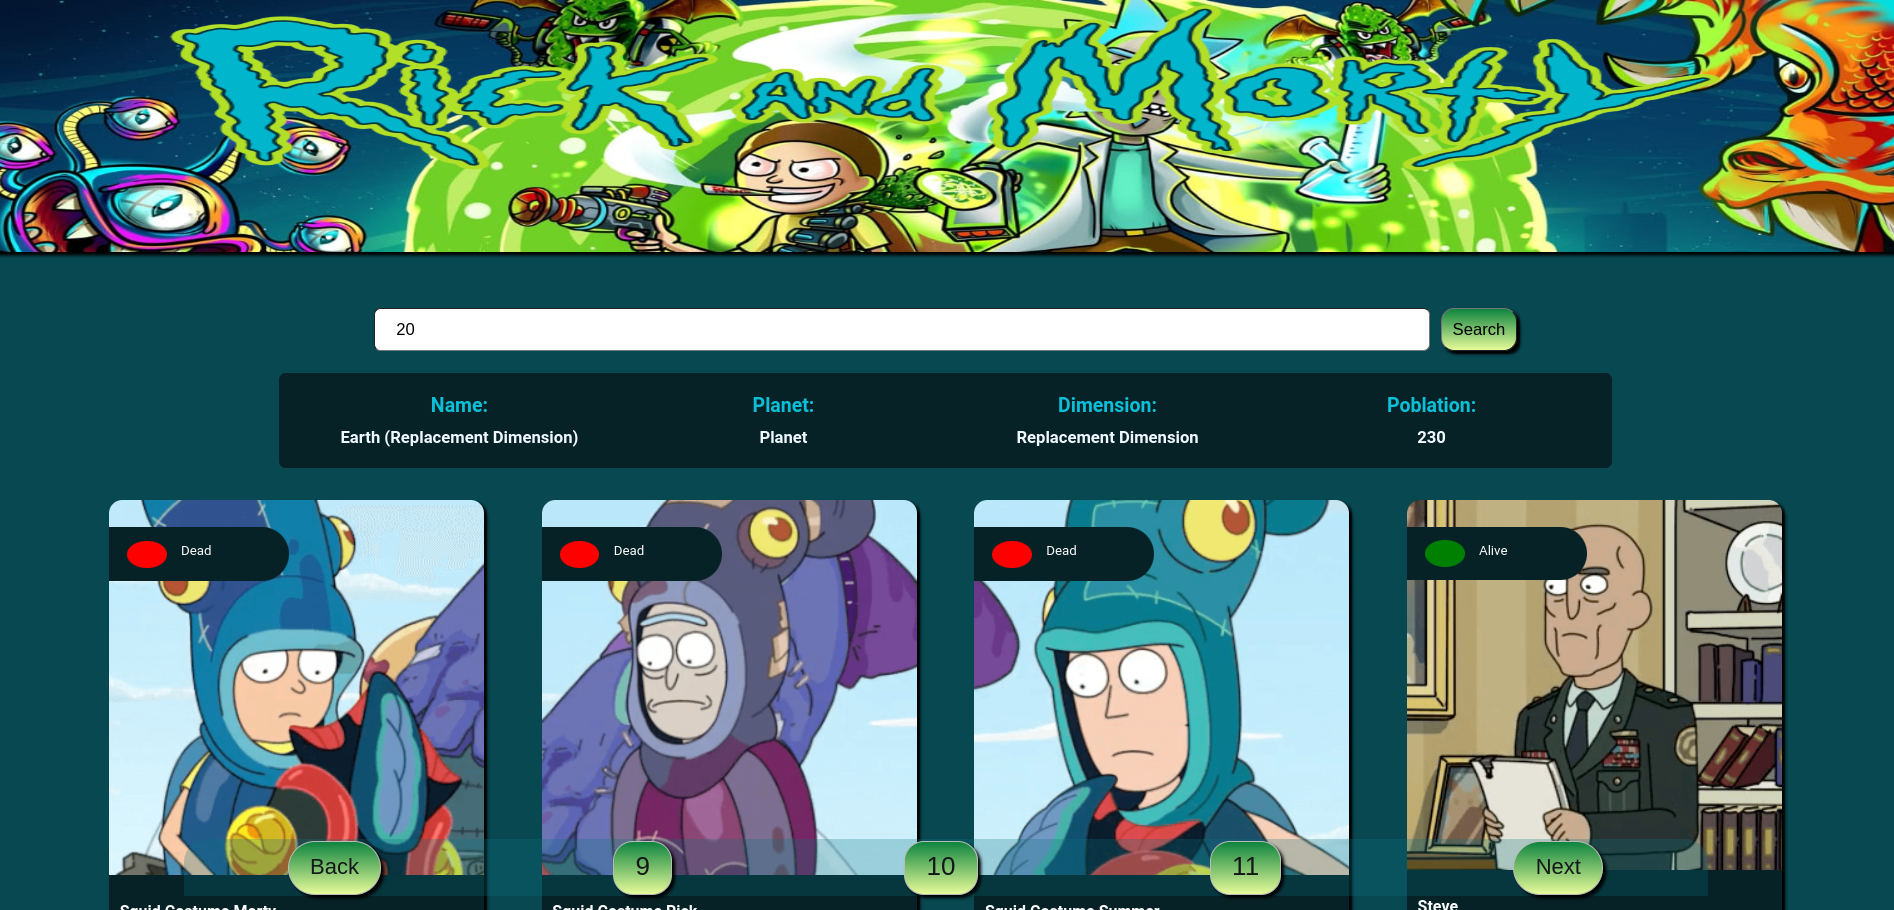 Rick and Morty
20
Search
Name: Planet: Dimension: Poblation:
Earth (Replacement Dimension) Planet Replacement Dimension 230
Dead Dead Dead Alive
Back 9 10 11 Next
Squid Costume Morty Squid Costume Rick Squid Costume Summer Steve